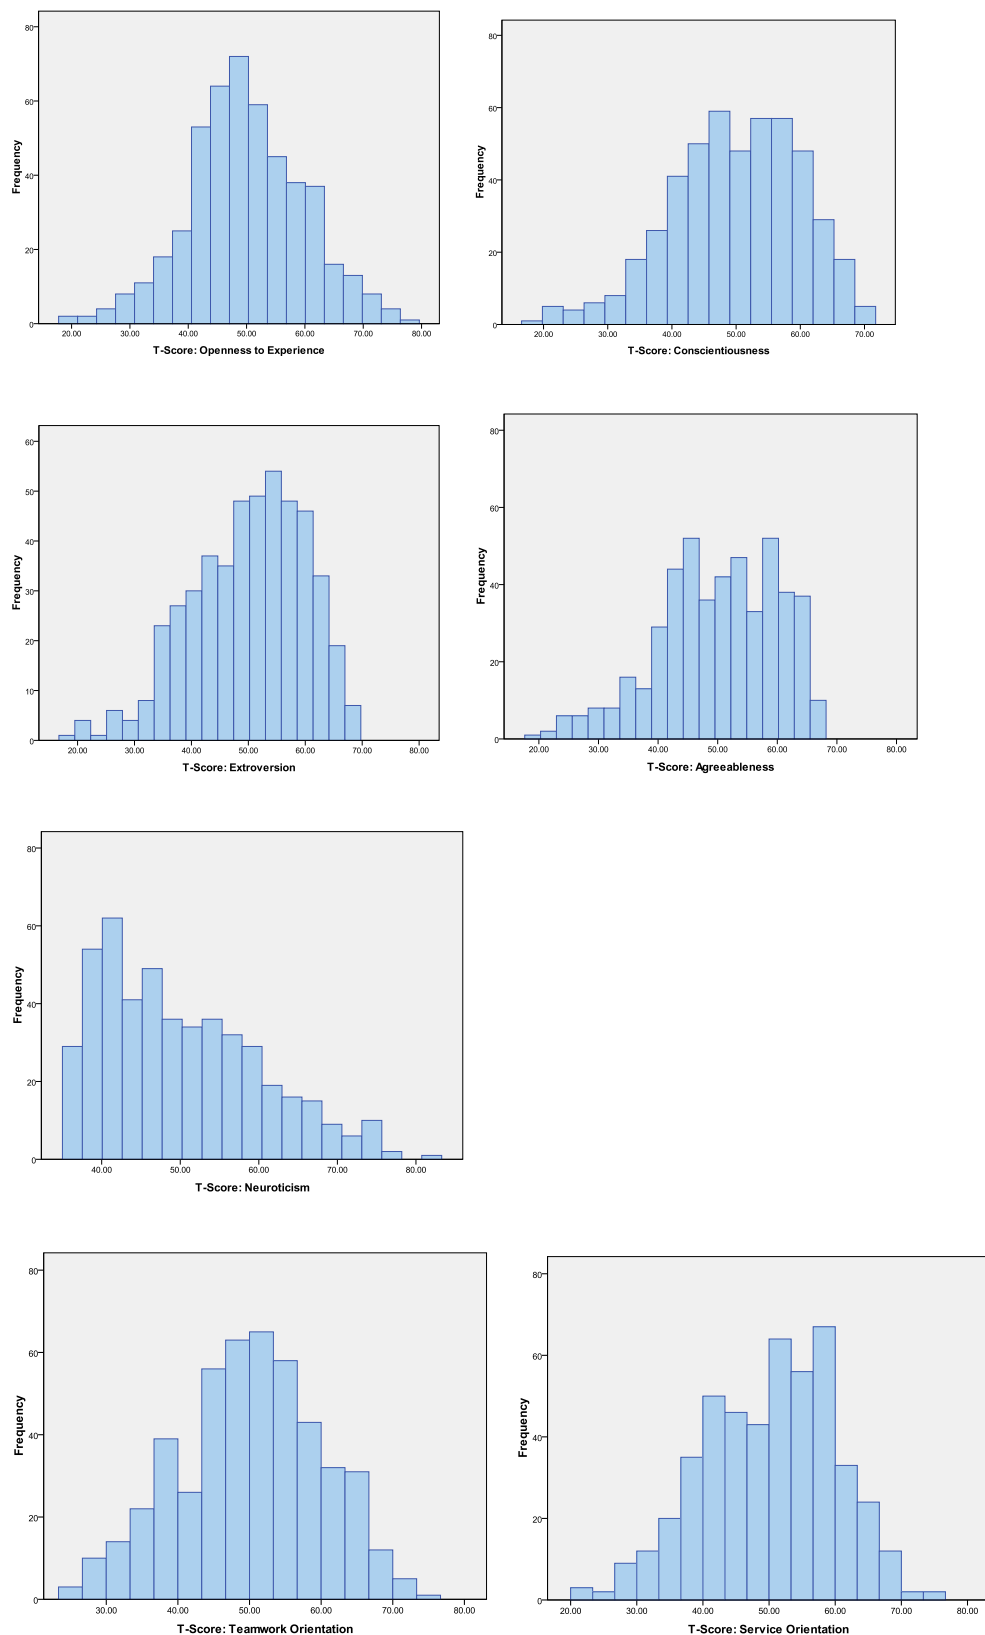 80
60
40
20
0
Frequency
20.00 30.00 40.00 50.00 60.00 70.00 80.00
T-Score: Openness to Experience
80
60
40
20
0
Frequency
20.00 30.00 40.00 50.00 60.00 70.00
T-Score: Conscientiousness
60
50
40
30
20
10
0
Frequency
20.00 30.00 40.00 50.00 60.00 70.00 80.00
T-Score: Extroversion
80
60
40
20
0
Frequency
20.00 30.00 40.00 50.00 60.00 70.00 80.00
T-Score: Agreeableness
80
60
40
20
0
Frequency
40.00 50.00 60.00 70.00 80.00
T-Score: Neuroticism
80
60
40
20
0
Frequency
30.00 40.00 50.00 60.00 70.00 80.00
T-Score: Teamwork Orientation
80
60
40
20
0
Frequency
20.00 30.00 40.00 50.00 60.00 70.00 80.00
T-Score: Service Orientation